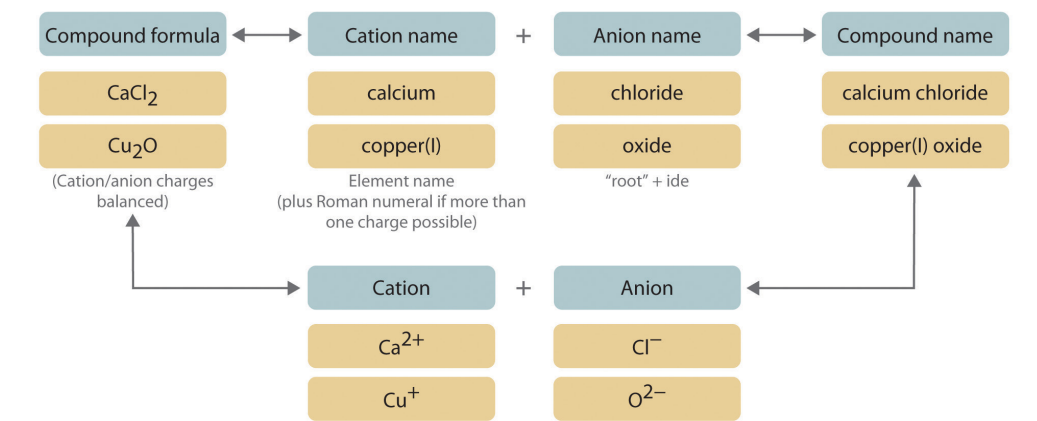 Compound formula Cation name + Anion name Compound name
CaCl₂ calcium chloride calcium chloride
Cu₂O copper(I) oxide copper(I) oxide
(Cation/anion charges Element name “root” + ide
balanced) (plus Roman numeral if more than
one charge possible)
Cation + Anion
Ca²⁺ Cl⁻
Cu⁺ O²⁻